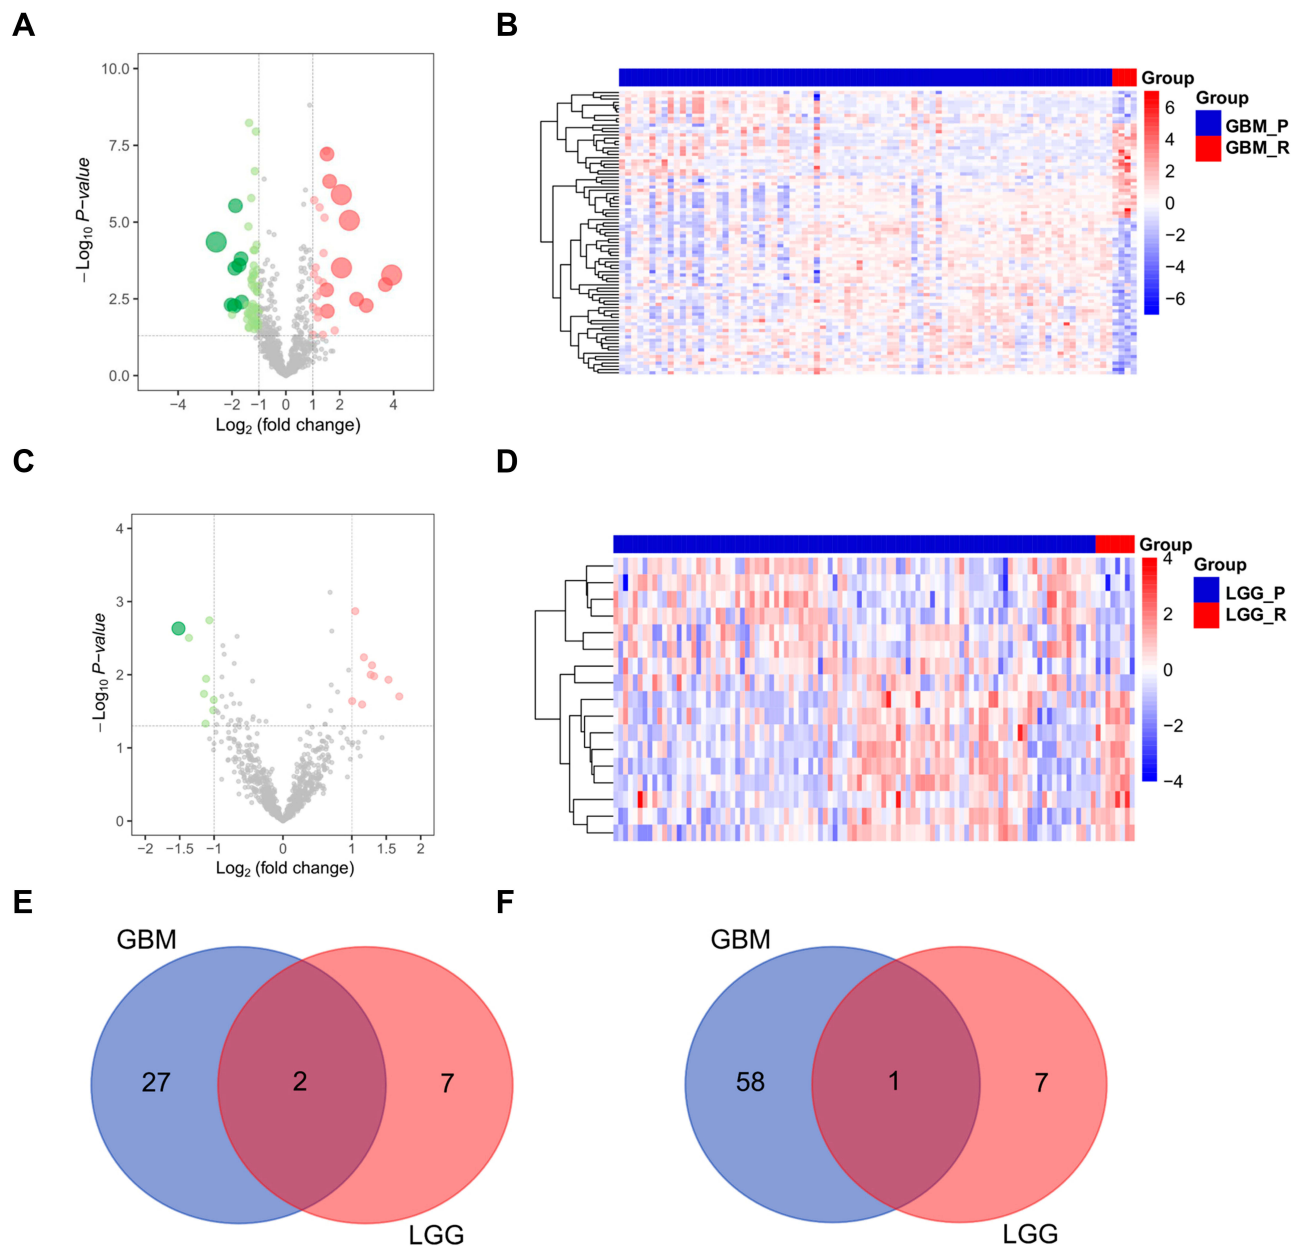 A
10.0
7.5
5.0
2.5
0.0
−Log10 P−value
−4
−2
−1
0
1
2
4
Log2 (fold change)
B
Group
6
4
2
0
−2
−4
−6
Group
GBM_P
GBM_R
C
4
3
2
1
0
−Log10 P−value
−2
−1.5
−1
0
1
1.5
2
Log2 (fold change)
D
Group
4
2
0
−2
−4
Group
LGG_P
LGG_R
E
GBM
27
2
7
LGG
F
GBM
58
1
7
LGG